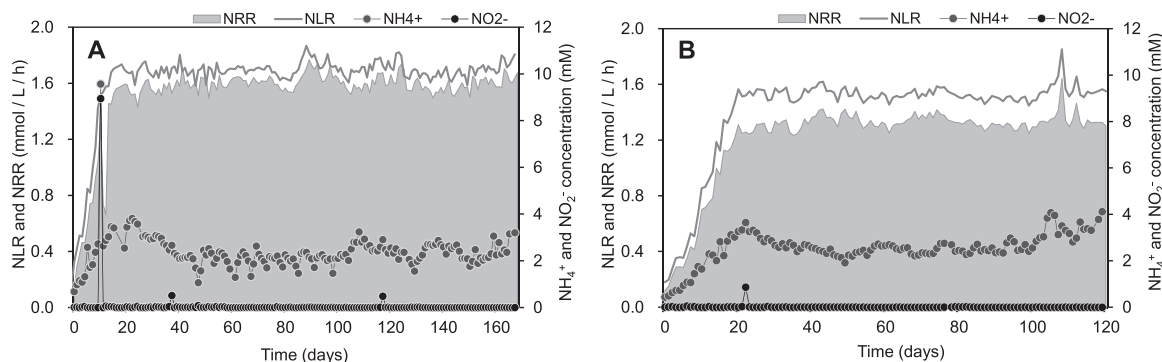 NRR NLR NH4+ NO2-
A
2.0
1.6
1.2
0.8
0.4
0.0
NLR and NRR (mmol / L / h)
12
10
8
6
4
2
0
NH₄⁺ and NO₂⁻ concentration (mM)
0 20 40 60 80 100 120 140 160
Time (days)
NRR NLR NH4+ NO2-
B
2.0
1.6
1.2
0.8
0.4
0.0
NLR and NRR (mmol / L / h)
12
10
8
6
4
2
0
NH₄⁺ and NO₂⁻ concentration (mM)
0 20 40 60 80 100 120
Time (days)